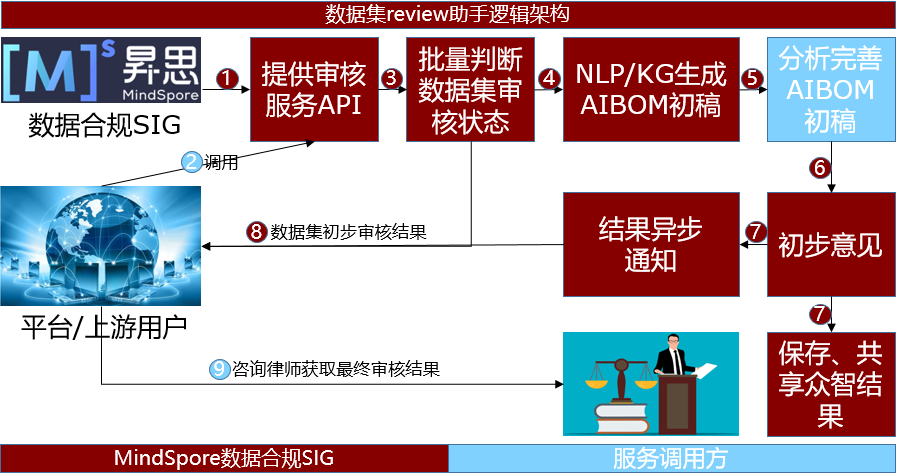 数据集review助手逻辑架构
[M]s 昇思
MindSpore
数据合规SIG
1
提供审核
服务API
3
批量判断
数据集审
核状态
4
NLP/KG生成
AIBOM初稿
5
分析完善
AIBOM
初稿
2 调用
6
8 数据集初步审核结果
结果异步
通知
7
初步意见
平台/上游用户
7
9 咨询律师获取最终审核结果
保存、共
享众智结
果
MindSpore数据合规SIG
服务调用方